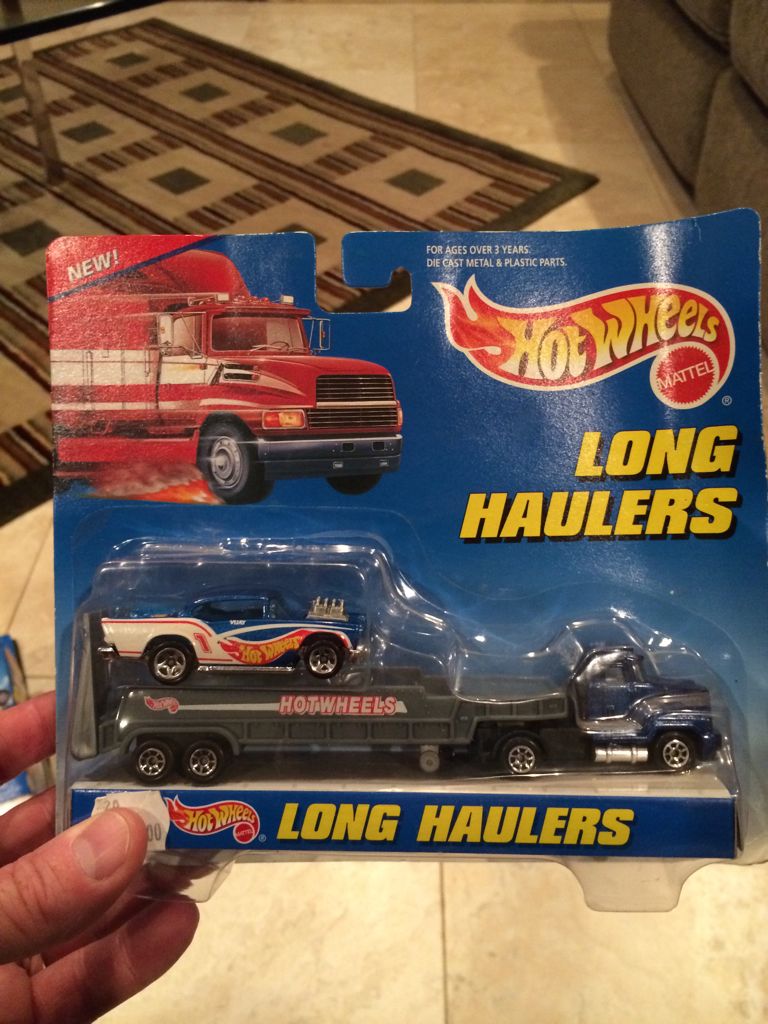 NEW!
FOR AGES OVER 3 YEARS.
DIE CAST METAL & PLASTIC PARTS.
HOT WHEELS
MATTEL
®
LONG
HAULERS
1
HOT WHEELS
HOTWHEELS
HOT WHEELS
MATTEL
®
LONG HAULERS